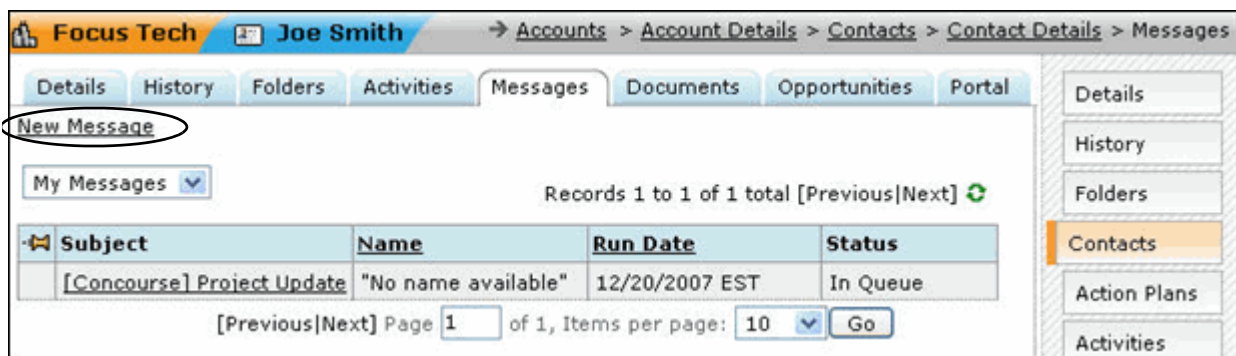 Focus Tech Joe Smith → Accounts > Account Details > Contacts > Contact Details > Messages
Details History Folders Activities Messages Documents Opportunities Portal
New Message
My Messages
Records 1 to 1 of 1 total [Previous|Next]
Subject Name Run Date Status
[Concourse] Project Update "No name available" 12/20/2007 EST In Queue
[Previous|Next] Page 1 of 1, Items per page: 10 Go
Details
History
Folders
Contacts
Action Plans
Activities